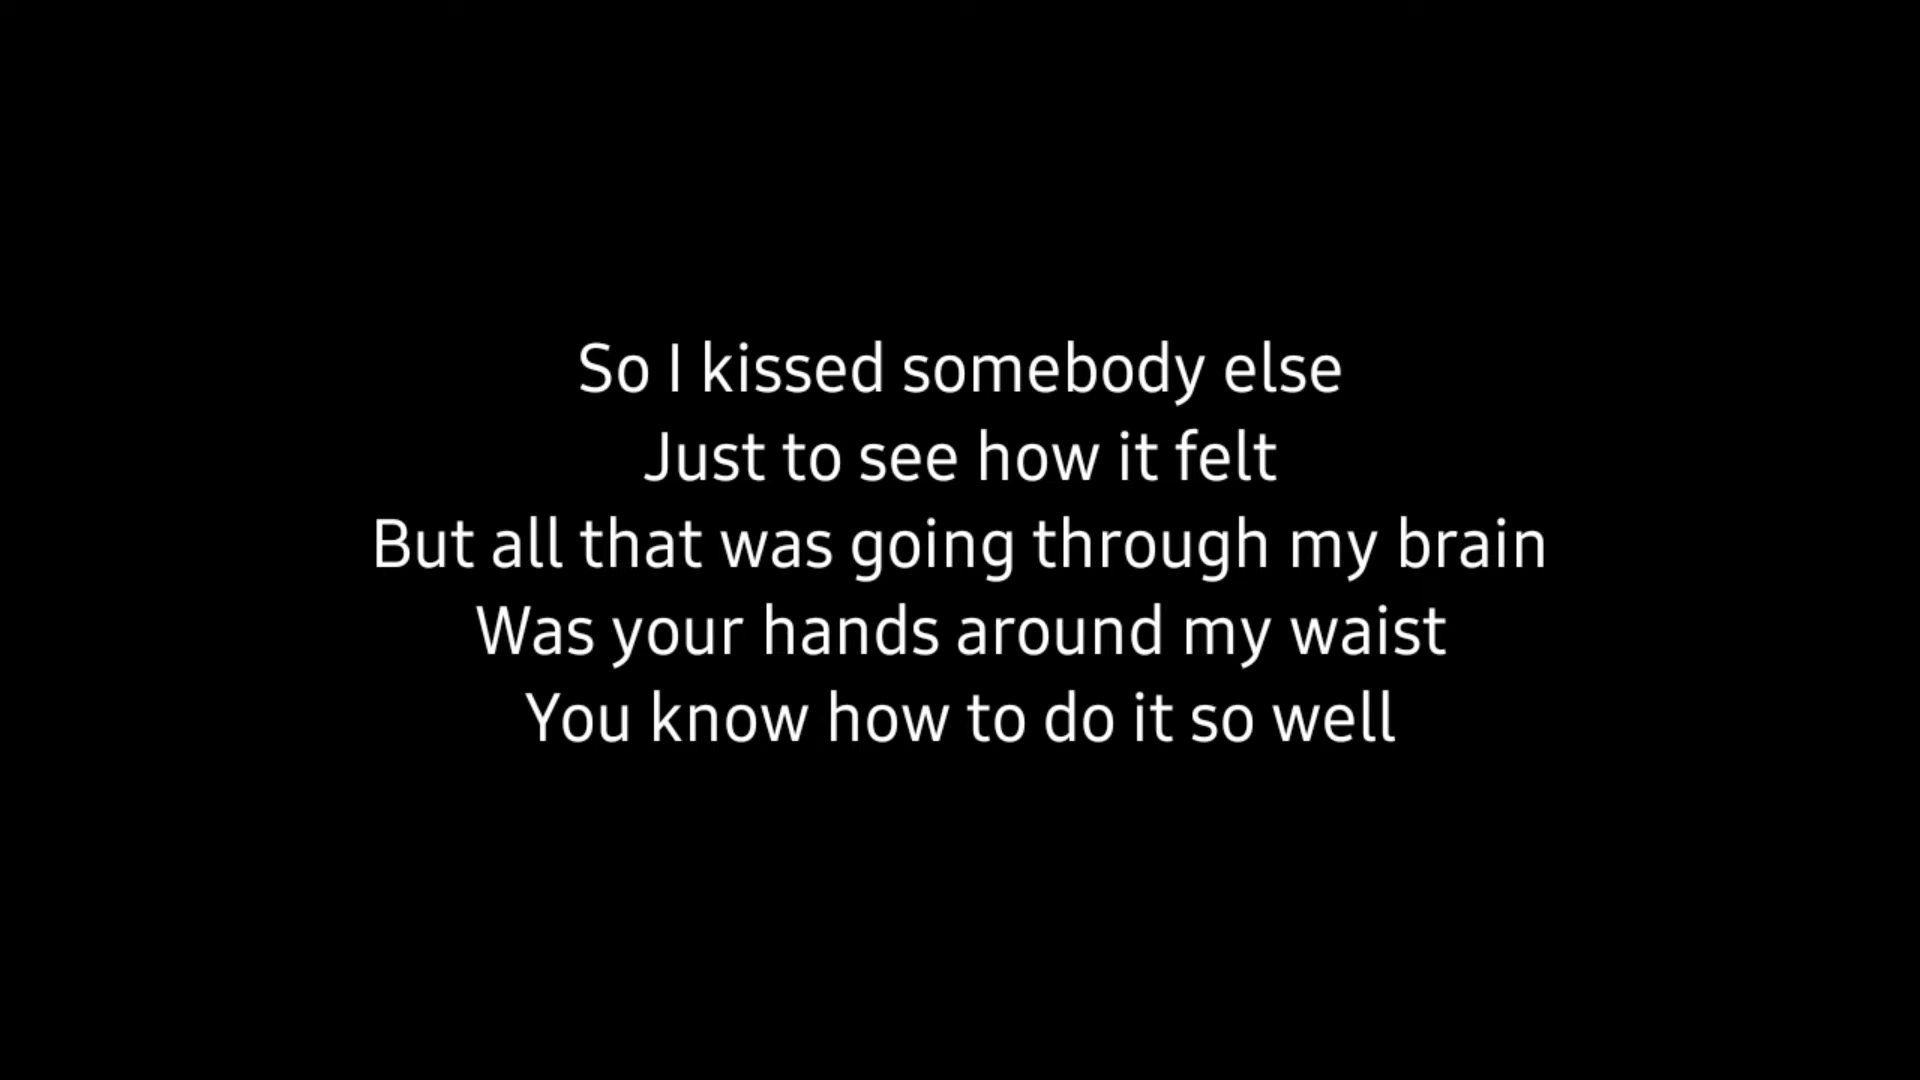 So I kissed somebody else
Just to see how it felt
But all that was going through my brain
Was your hands around my waist
You know how to do it so well